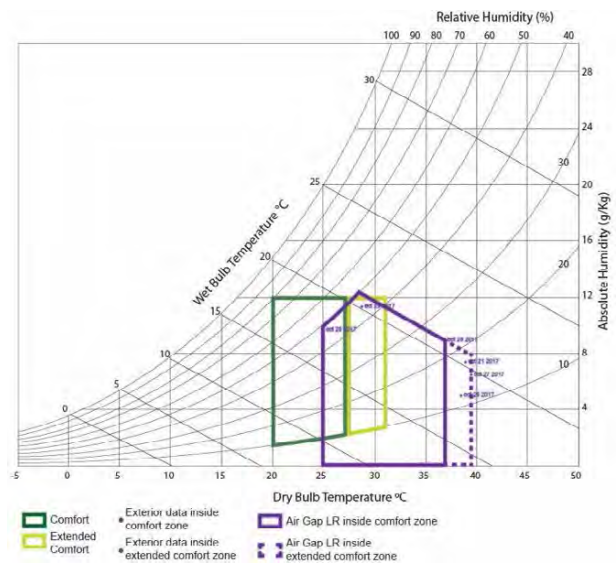 Relative Humidity (%)
100 90 80 70 60 50 40
30
28
24
25
30
20
Wet Bulb Temperature ºC
Absolute Humidity (g/Kg)
20
16
20
15
12
10
8
10
5
4
0
-5 0 5 10 15 20 25 30 35 40 45 50
Dry Bulb Temperature ºC
Comfort
Extended
Comfort
Exterior data inside
comfort zone
Exterior data inside
extended comfort zone
Air Gap LR inside comfort zone
Air Gap LR inside
extended comfort zone